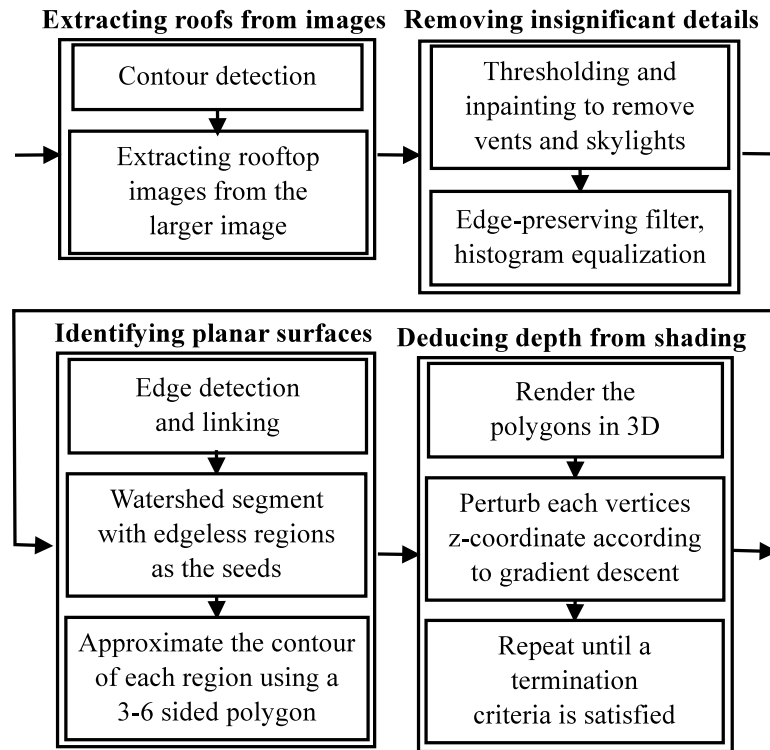 Extracting roofs from images
Contour detection
Extracting rooftop
images from the
larger image
Removing insignificant details
Thresholding and
inpainting to remove
vents and skylights
Edge-preserving filter,
histogram equalization
Identifying planar surfaces
Edge detection
and linking
Watershed segment
with edgeless regions
as the seeds
Approximate the contour
of each region using a
3-6 sided polygon
Deducing depth from shading
Render the
polygons in 3D
Perturb each vertices
z-coordinate according
to gradient descent
Repeat until a
termination
criteria is satisfied